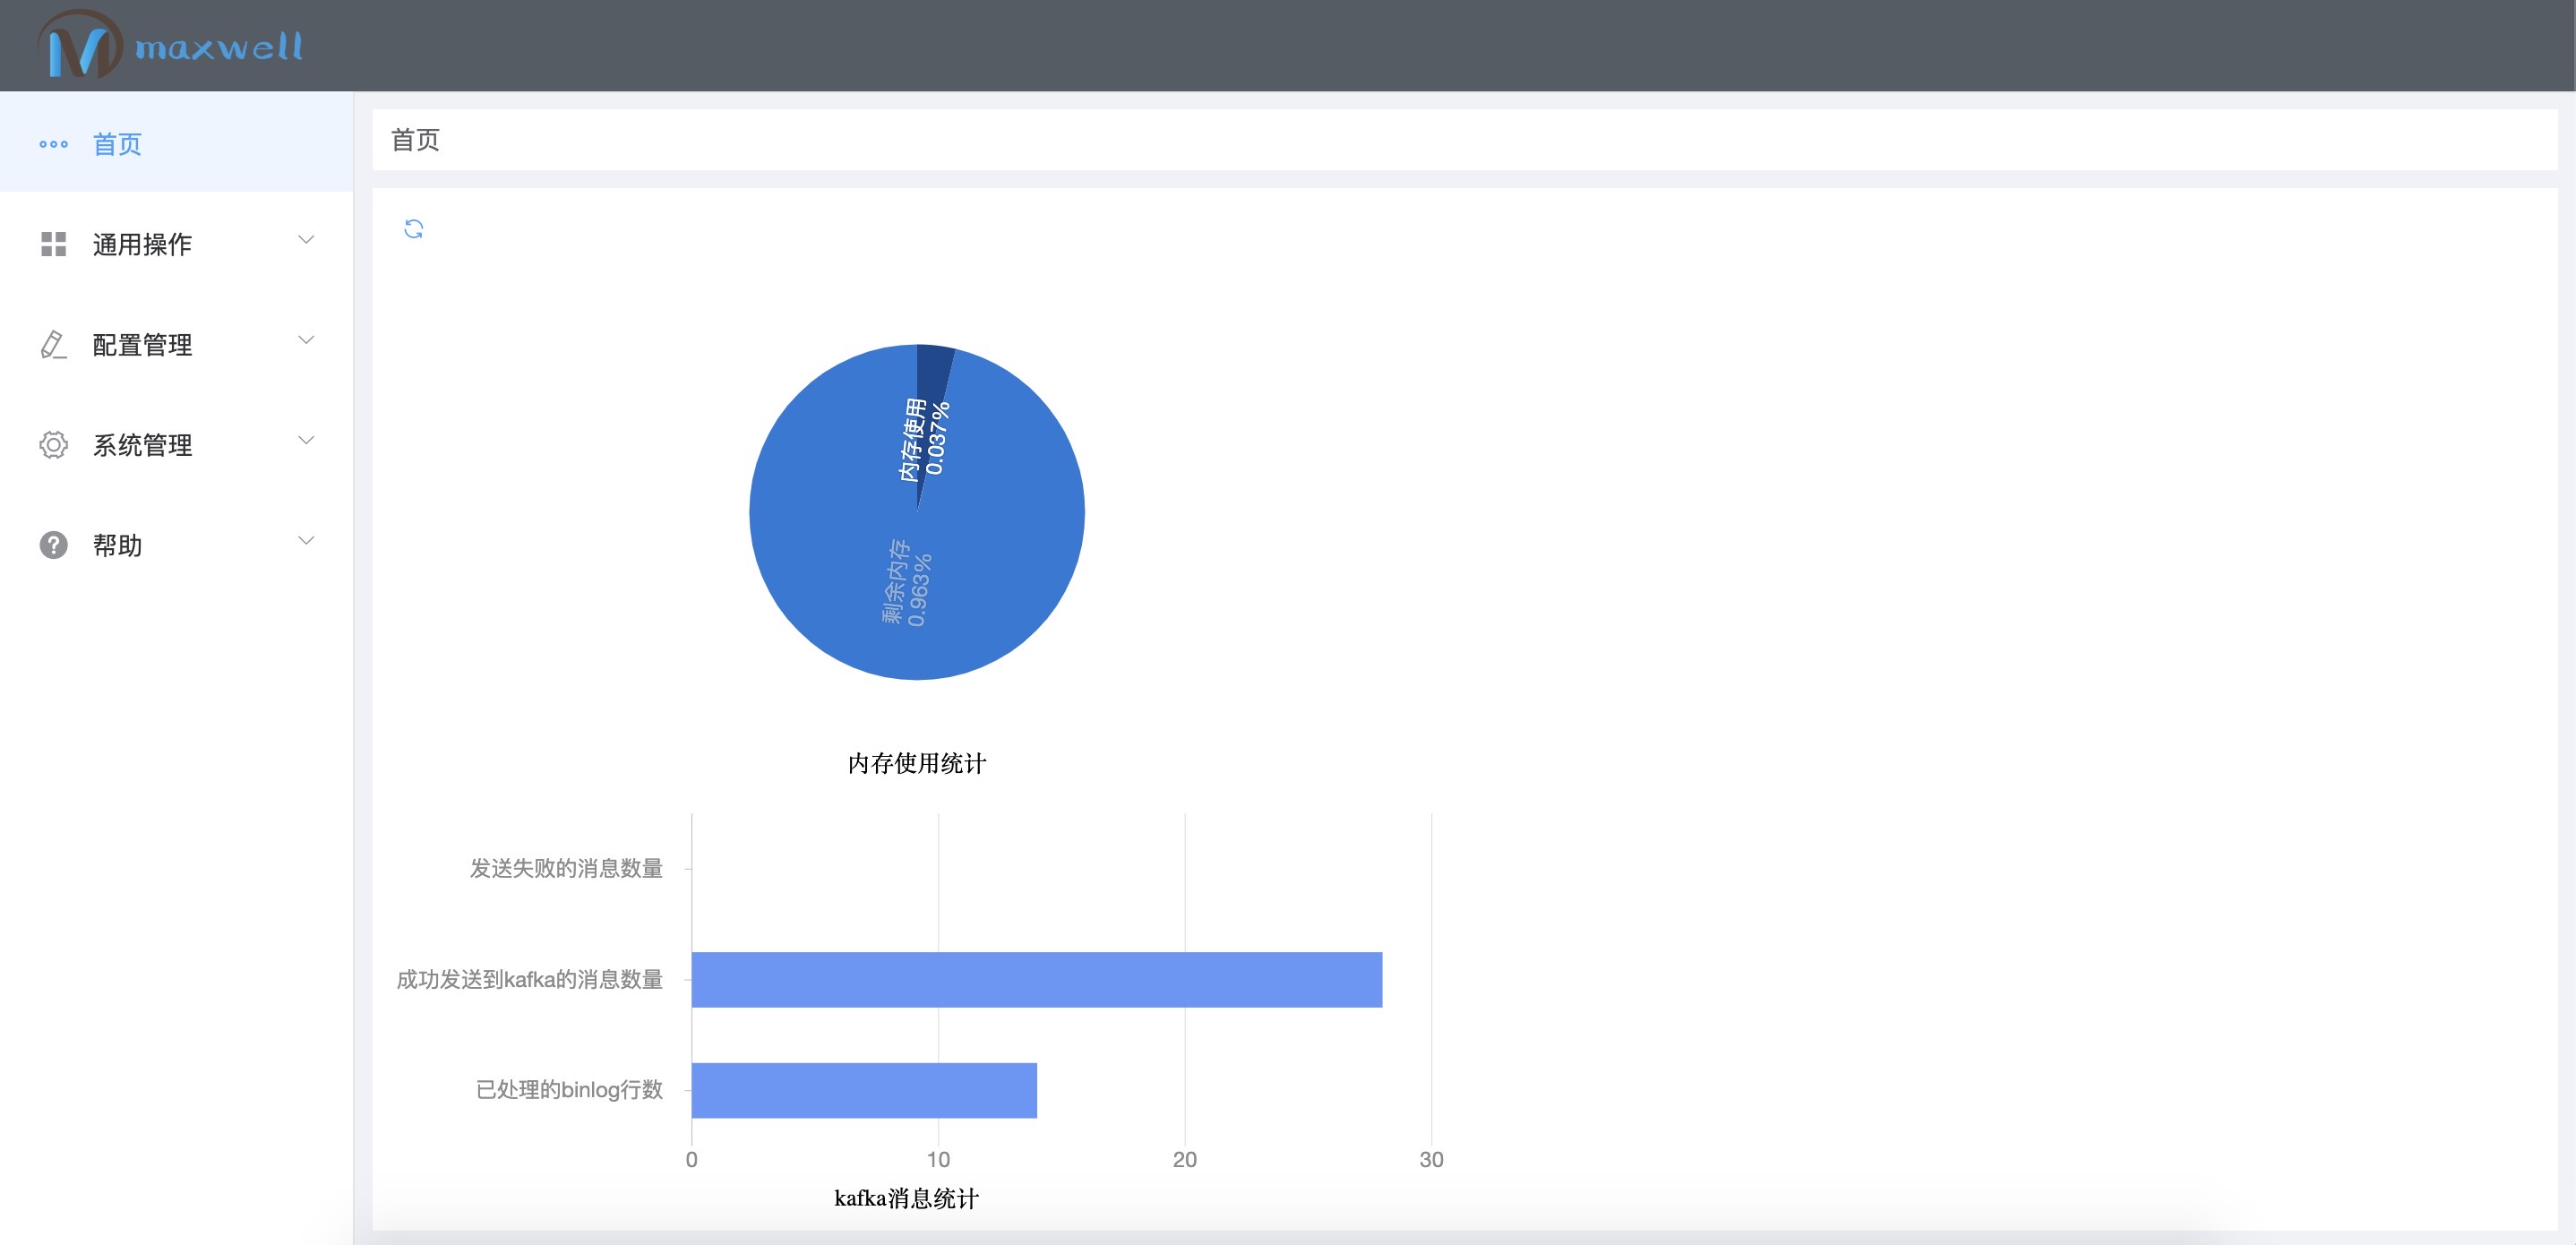 maxwell
首页
通用操作
配置管理
系统管理
帮助
首页
内存使用
0.037%
剩余内存
0.963%
内存使用统计
发送失败的消息数量
成功发送到kafka的消息数量
已处理的binlog行数
0 10 20 30
kafka消息统计